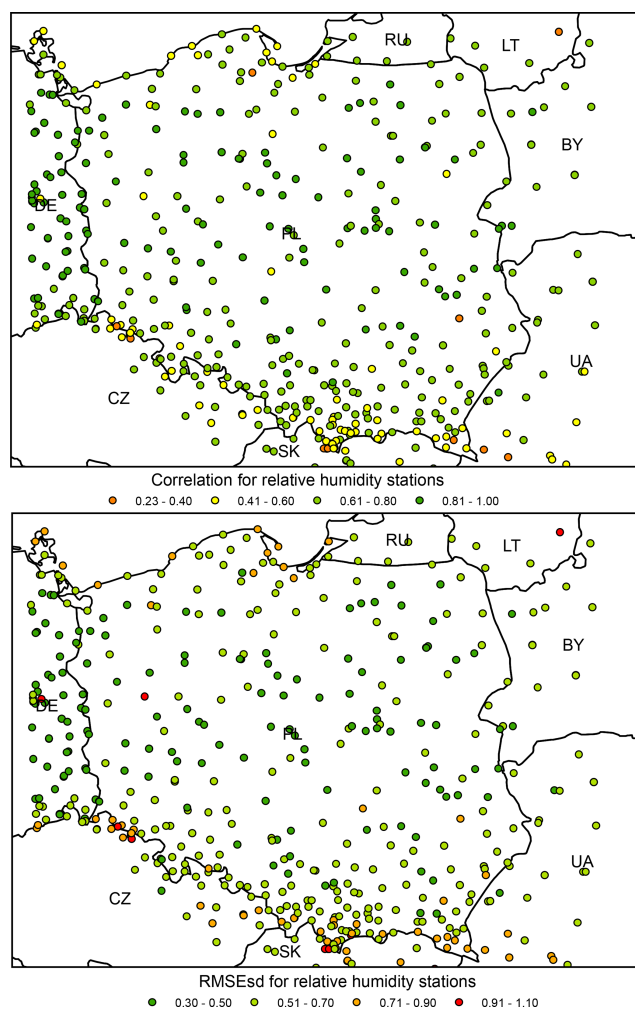 RU
LT
BY
DE
PL
UA
CZ
SK
Correlation for relative humidity stations
0.23 - 0.40 0.41 - 0.60 0.61 - 0.80 0.81 - 1.00
RU
LT
BY
DE
PL
UA
CZ
SK
RMSEsd for relative humidity stations
0.30 - 0.50 0.51 - 0.70 0.71 - 0.90 0.91 - 1.10